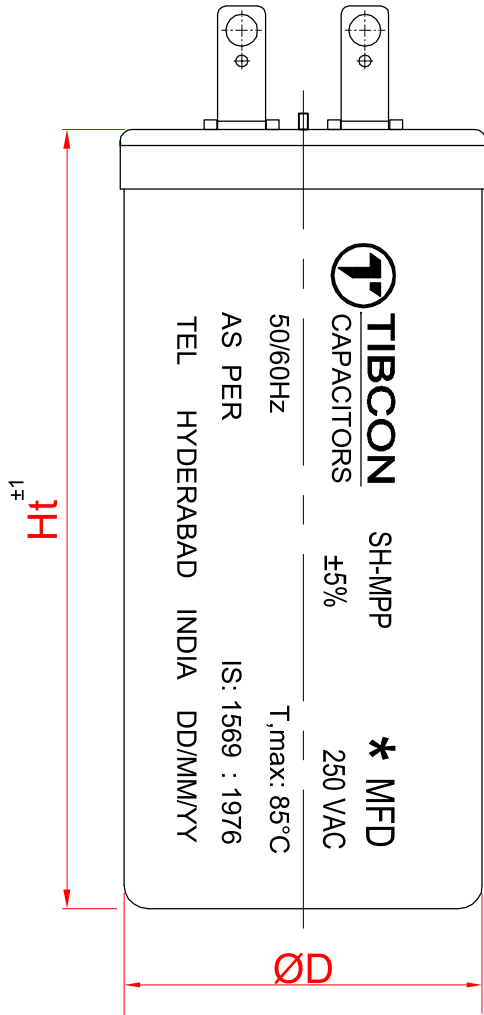 TIBCON SH-MPP * MFD
CAPACITORS ±5% 250 VAC
50/60Hz T,max: 85°C
AS PER IS: 1569 : 1976
TEL HYDERABAD INDIA DD/MM/YY
Ht ±1
ØD